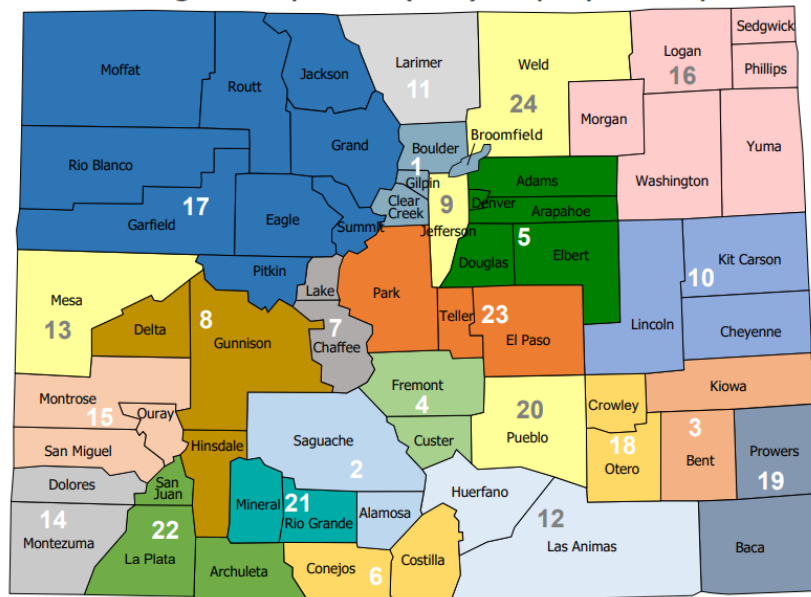 Sedgwick
Logan
16
Phillips
Moffat
Routt
Jackson
Larimer
11
Weld
24
Morgan
Washington
Yuma
Rio Blanco
Grand
Boulder
1
Broomfield
Gilpin
Clear
Creek
17
Garfield
Eagle
Summit
9
Jefferson
Denver
Adams
Arapahoe
5
Douglas
Elbert
Kit Carson
10
Lincoln
Cheyenne
Mesa
13
Pitkin
Lake
7
Chaffee
Park
Teller
23
El Paso
Delta
8
Gunnison
Montrose
15
Ouray
San Miguel
Fremont
4
Custer
20
Pueblo
Crowley
18
Otero
Kiowa
3
Bent
Prowers
19
Hinsdale
Saguache
2
Dolores
San
Juan
Mineral
21
Rio Grande
Alamosa
Huerfano
14
Montezuma
22
La Plata
Archuleta
Conejos
6
Costilla
12
Las Animas
Baca